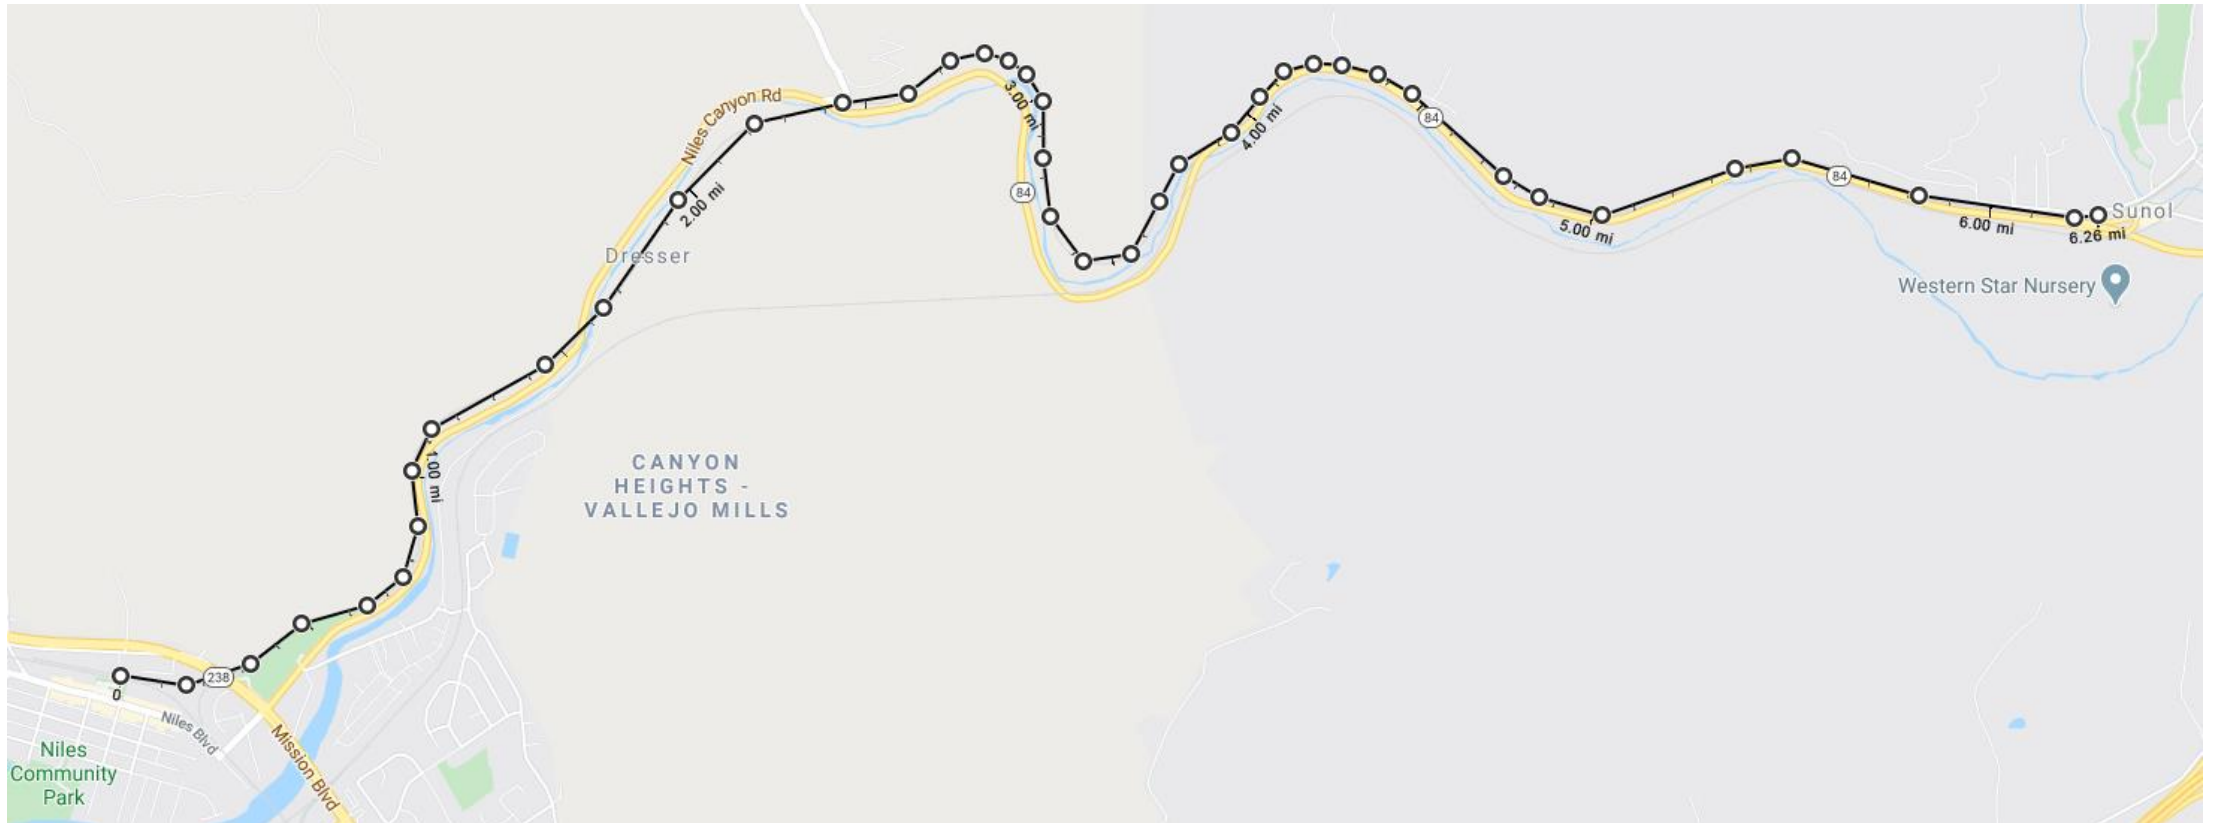 Niles Canyon Rd
3.00 mi
84
4.00 mi
84
84
2.00 mi
Dresser
84
Sunol
5.00 mi
6.00 mi
6.26 mi
Western Star Nursery
1.00 mi
CANYON
HEIGHTS -
VALLEJO MILLS
238
0
Niles Blvd
Mission Blvd
Niles
Community
Park